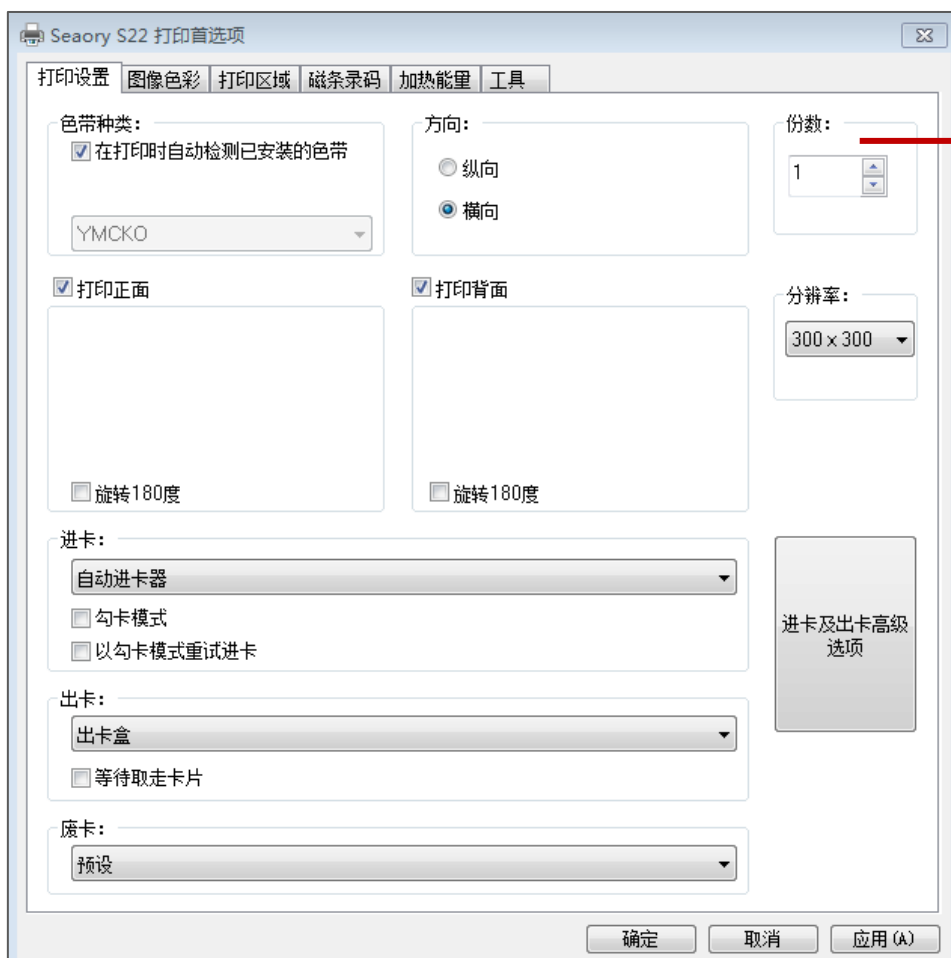 Seaory S22 打印首选项
打印设置 图像色彩 打印区域 磁条录码 加热能量 工具
色带种类: 方向: 份数:
在打印时自动检测已安装的色带
纵向
1
横向
YMCKO
打印正面 打印背面
分辨率:
300 x 300
旋转180度 旋转180度
进卡:
自动进卡器
勾卡模式
进卡及出卡高级
选项
以勾卡模式重试进卡
出卡:
出卡盒
等待取走卡片
废卡:
预设
确定 取消 应用(A)